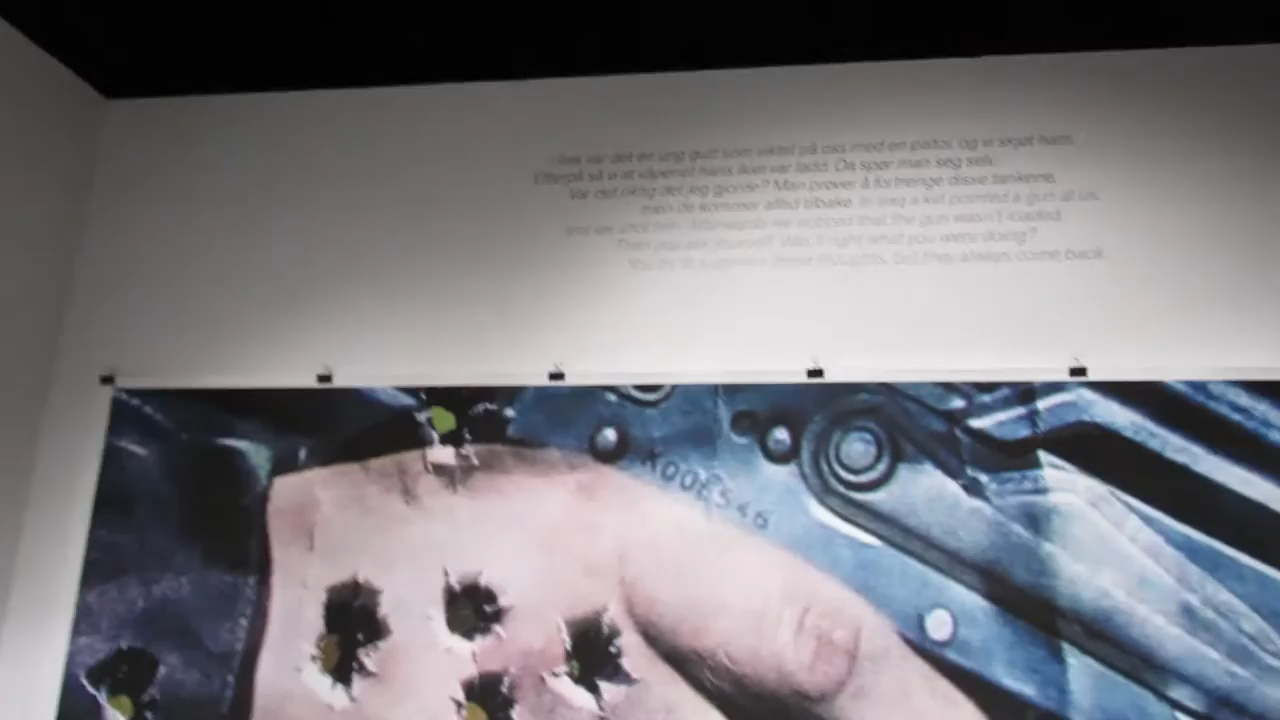 Irak var det en ung gutt som siktet på oss med en pistol, og vi skjøt ham.
Etterpå så vi at våpenet hans ikke var ladd. Da spør man seg selv:
Var det riktig det jeg gjorde? Man prøver å fortrenge disse tankene,
men de kommer alltid tilbake. In Iraq a kid pointed a gun at us,
and we shot him. Afterwards we noticed that the gun wasn't loaded.
Then you ask yourself: Was it right what you were doing?
You try to suppress these thoughts, but they always come back.